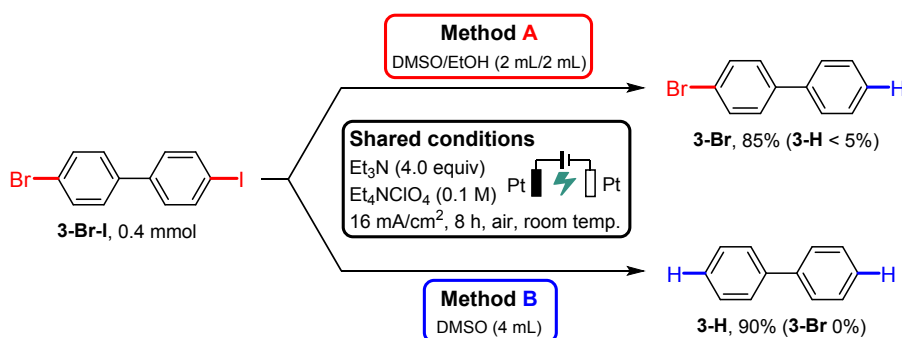 Method A
DMSO/EtOH (2 mL/2 mL)
Br
H
3-Br, 85% (3-H < 5%)
Shared conditions
Et₃N (4.0 equiv)
Et₄NClO₄ (0.1 M)
Pt
Pt
16 mA/cm², 8 h, air, room temp.
Br
I
3-Br-I, 0.4 mmol
Method B
DMSO (4 mL)
H
H
3-H, 90% (3-Br 0%)